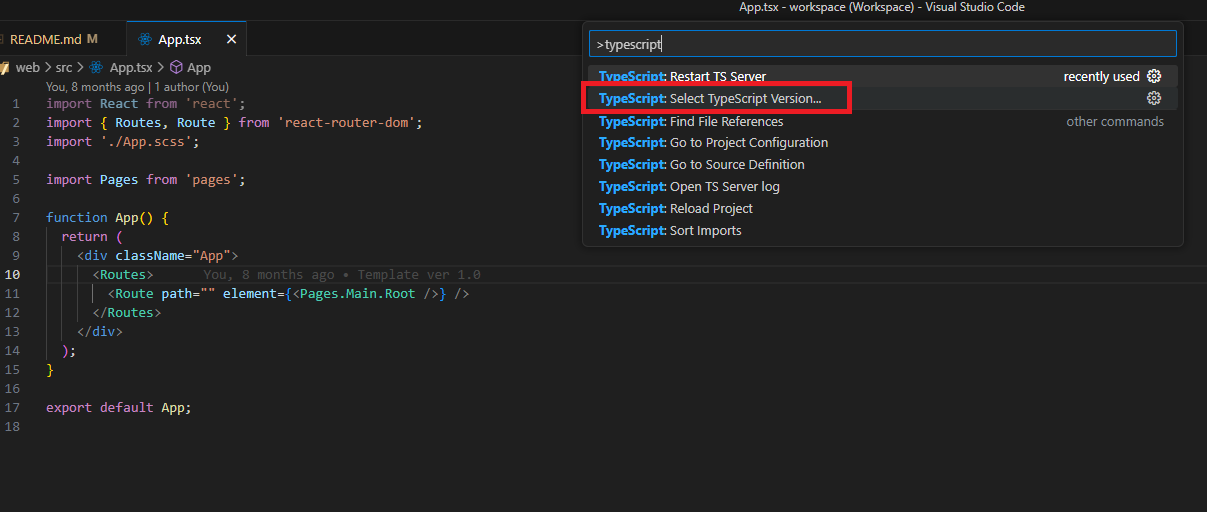 App.tsx - workspace (Workspace) - Visual Studio Code
README.md M
App.tsx
web > src > App.tsx > App
You, 8 months ago | 1 author (You)
1 import React from 'react';
2 import { Routes, Route } from 'react-router-dom';
3 import './App.scss';
4
5 import Pages from 'pages';
6
7 function App() {
8 return (
9 <div className="App">
10 <Routes> You, 8 months ago • Template ver 1.0
11 <Route path="" element={<Pages.Main.Root />} />
12 </Routes>
13 </div>
14 );
15 }
16
17 export default App;
18
>typescript
TypeScript: Restart TS Server recently used
TypeScript: Select TypeScript Version...
TypeScript: Find File References other commands
TypeScript: Go to Project Configuration
TypeScript: Go to Source Definition
TypeScript: Open TS Server log
TypeScript: Reload Project
TypeScript: Sort Imports